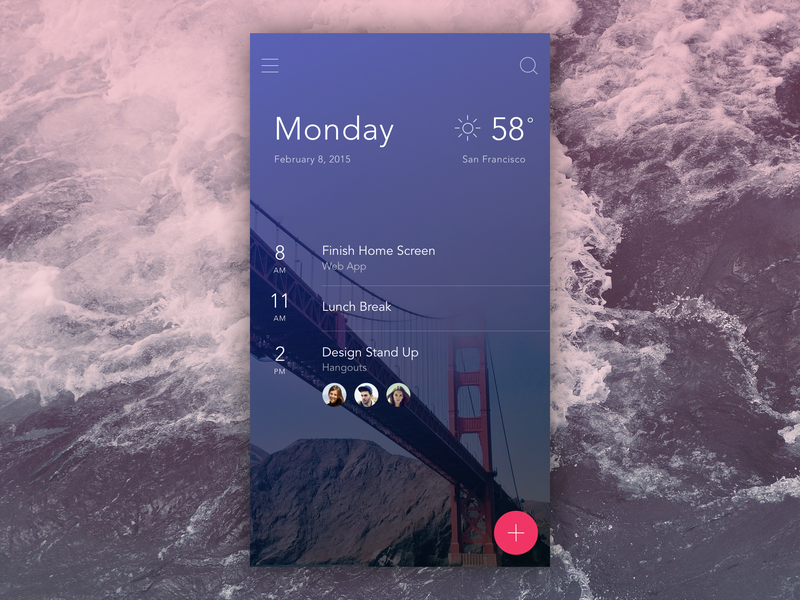 Monday
58°
February 8, 2015
San Francisco
8
AM
Finish Home Screen
Web App
11
AM
Lunch Break
2
PM
Design Stand Up
Hangouts